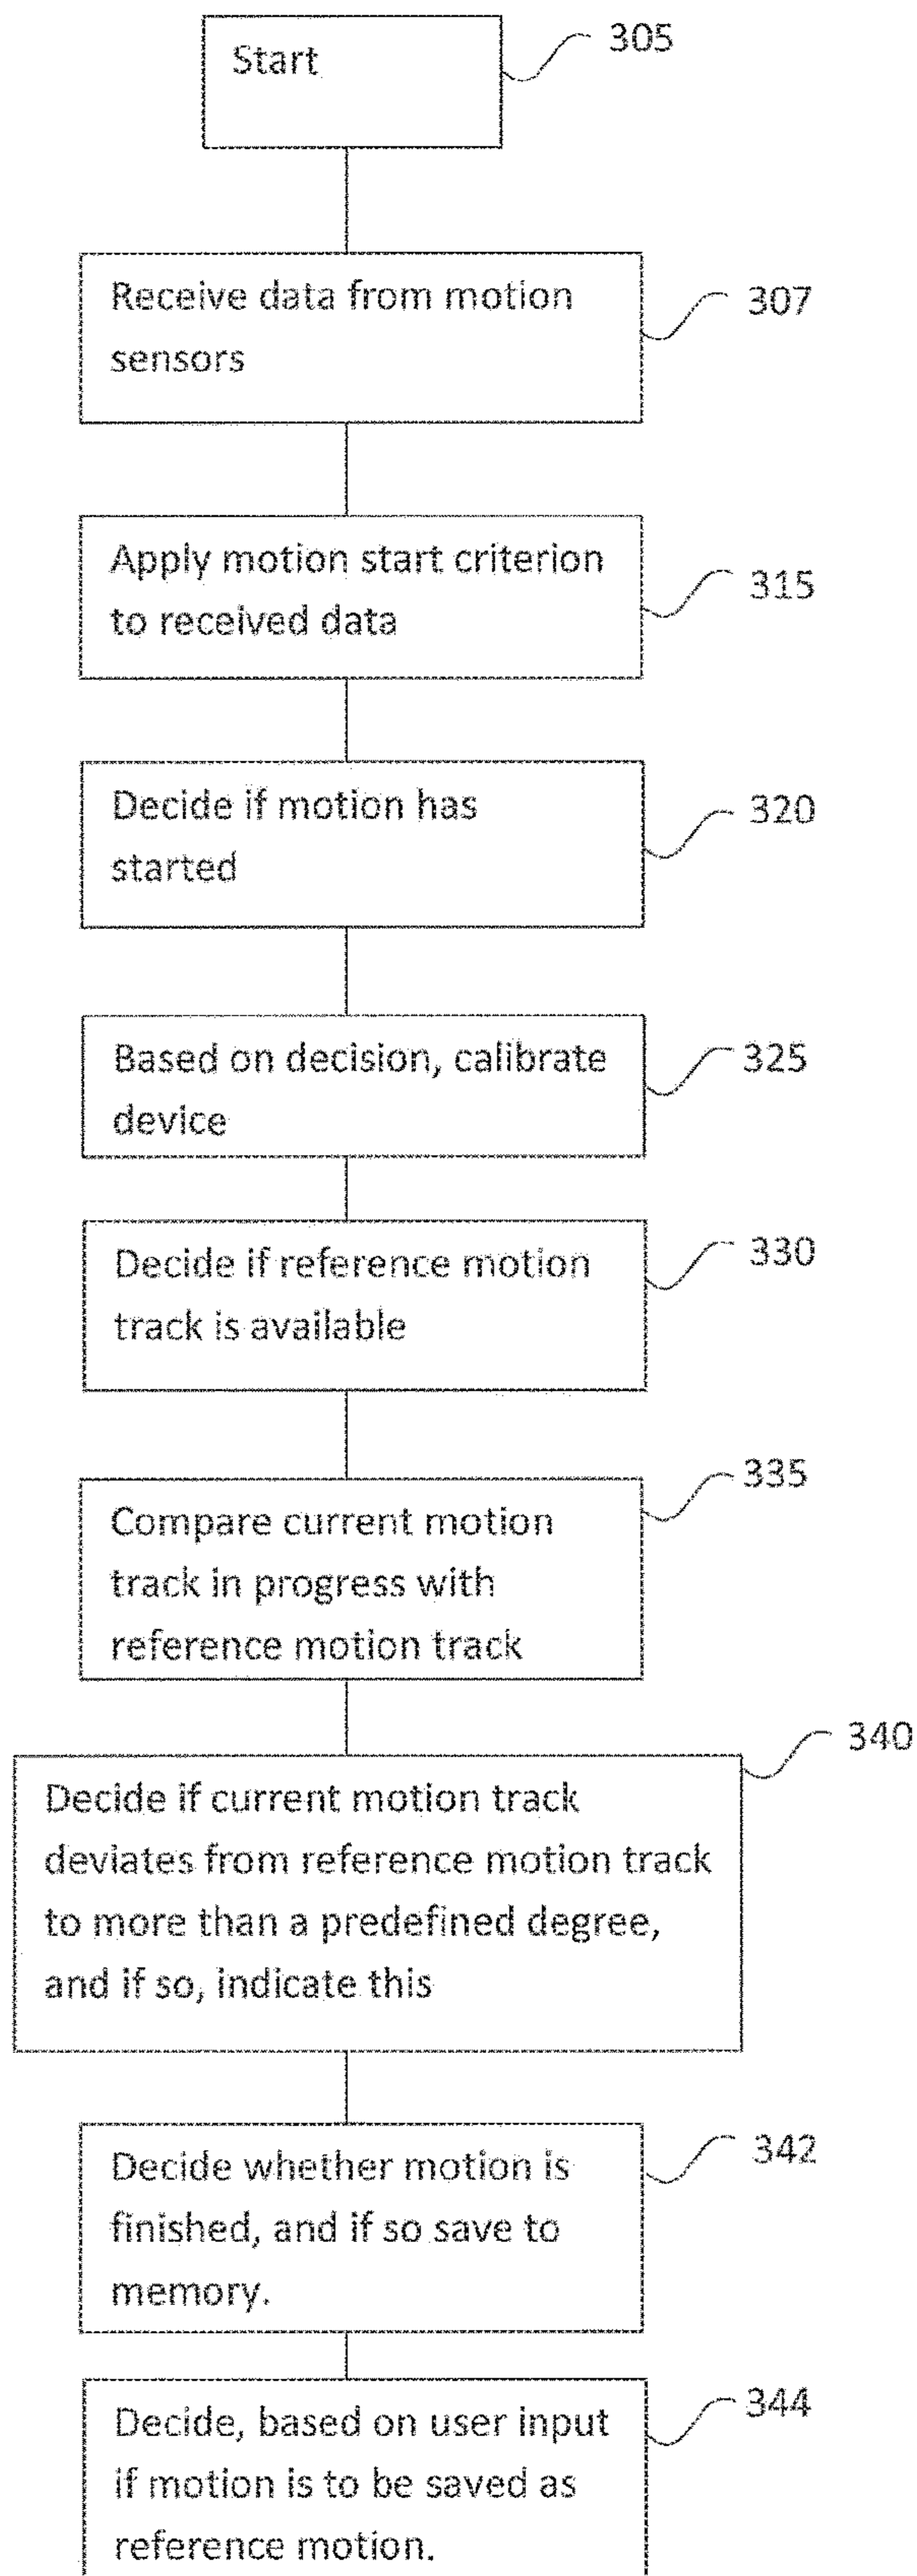 Start
305
Receive data from motion
sensors
307
Apply motion start criterion
to received data
315
Decide if motion has
started
320
Based on decision, calibrate
device
325
Decide if reference motion
track is available
330
Compare current motion
track in progress with
reference motion track
335
Decide if current motion track
deviates from reference motion track
to more than a predefined degree,
and if so, indicate this
340
Decide whether motion is
finished, and if so save to
memory.
342
Decide, based on user input
if motion is to be saved as
reference motion.
344